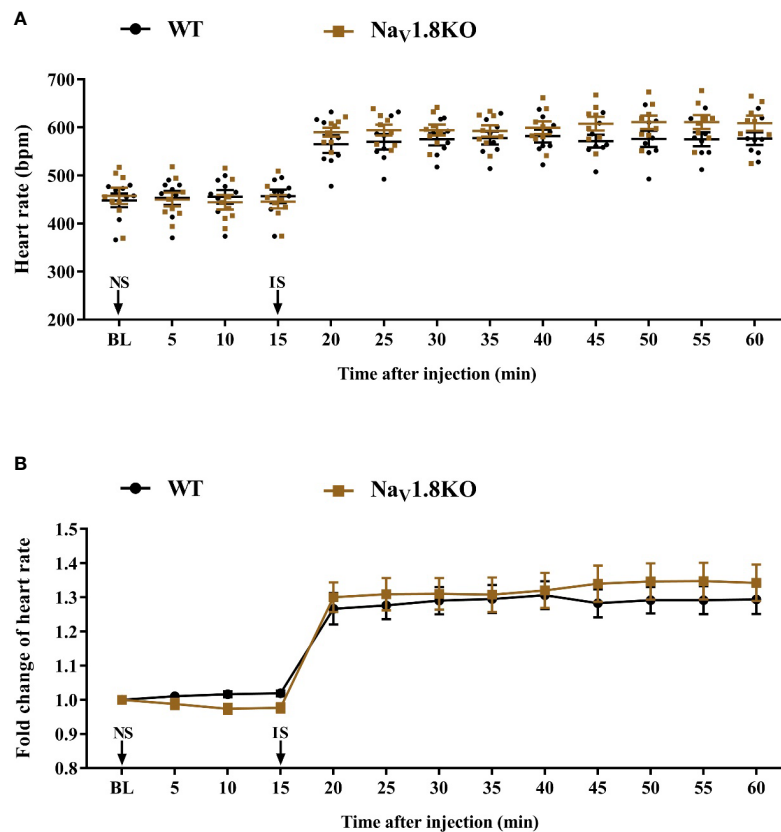 A
WT
NaV1.8KO
700
600
500
400
300
200
Heart rate (bpm)
NS
IS
BL 5 10 15 20 25 30 35 40 45 50 55 60
Time after injection (min)
B
WT
NaV1.8KO
1.5
1.4
1.3
1.2
1.1
1.0
0.9
0.8
Fold change of heart rate
NS
IS
BL 5 10 15 20 25 30 35 40 45 50 55 60
Time after injection (min)